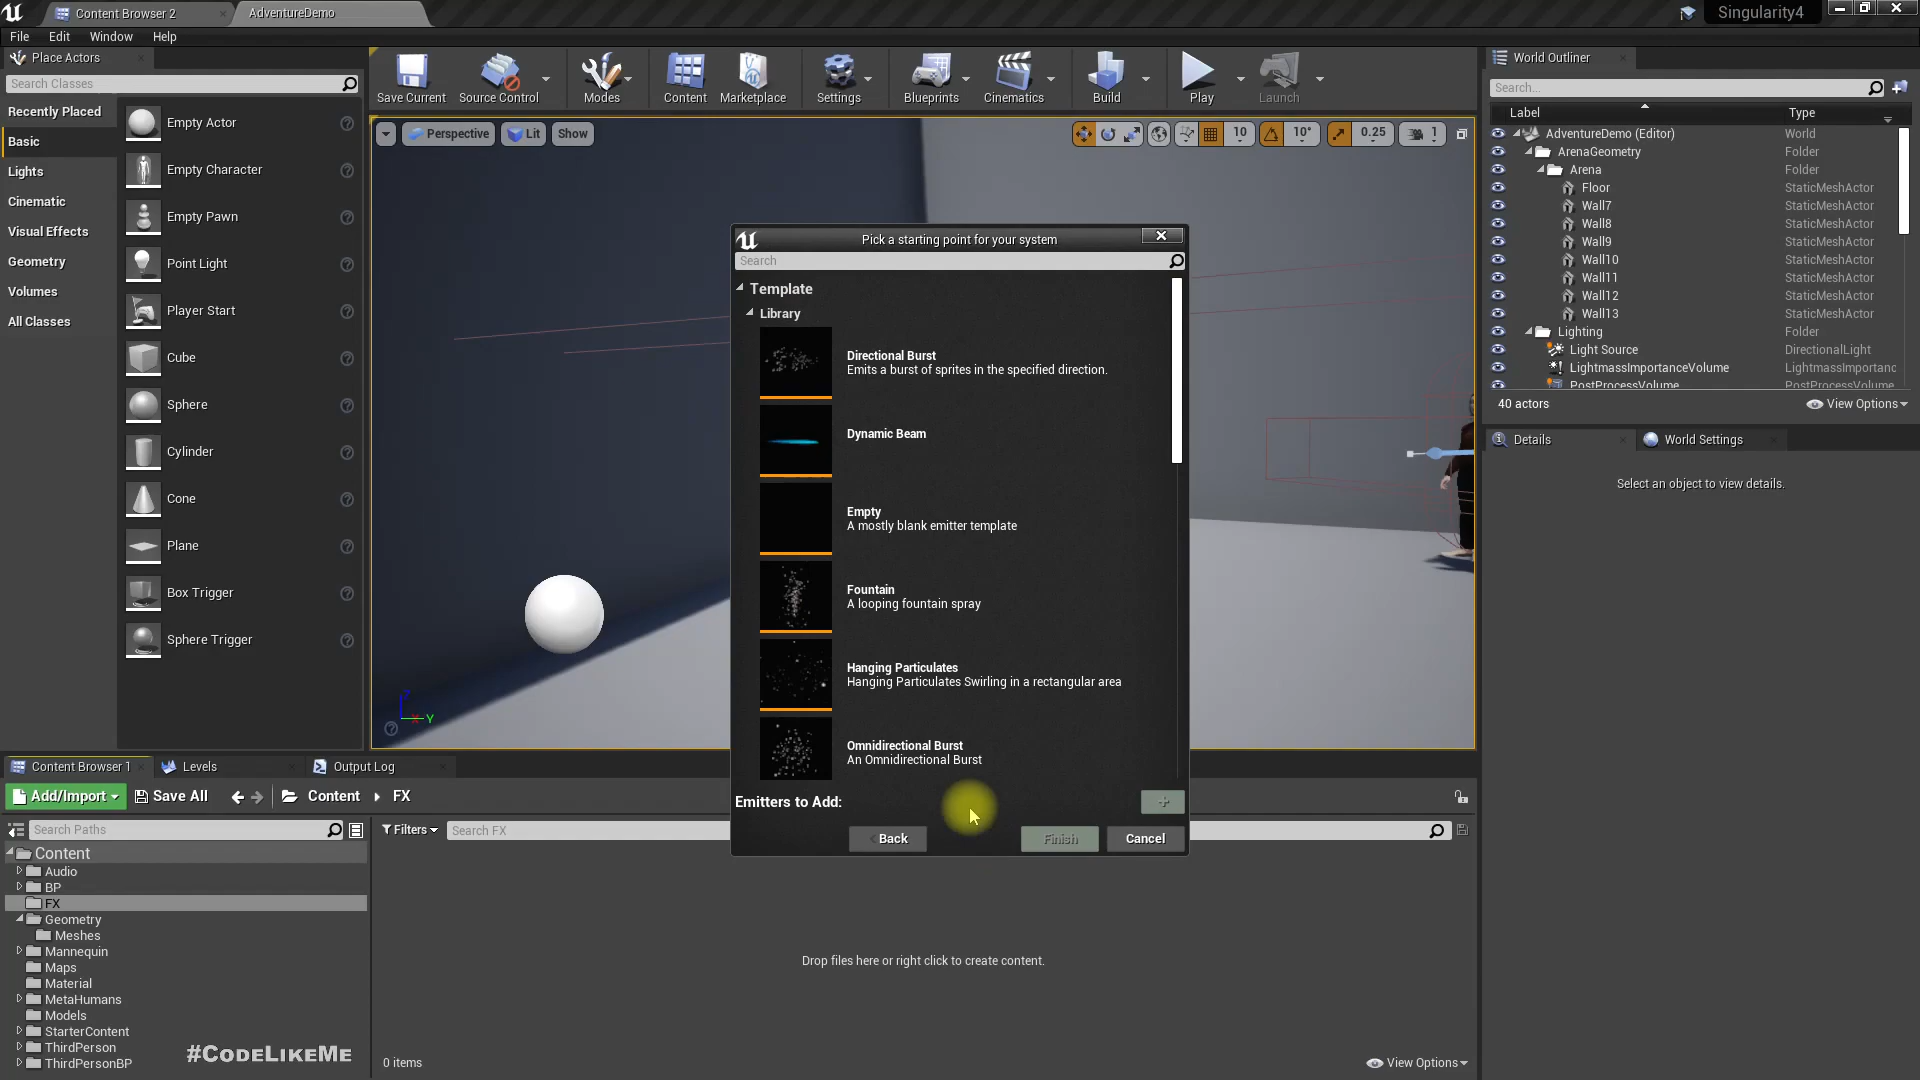 Content Browser 2
AdventureDemo
Singularity4
File Edit Window Help
Place Actors
Search Classes
Recently Placed
Basic
Lights
Cinematic
Visual Effects
Geometry
Volumes
All Classes
Empty Actor
Empty Character
Empty Pawn
Point Light
Player Start
Cube
Sphere
Cylinder
Cone
Plane
Box Trigger
Sphere Trigger
Save Current
Source Control
Modes
Content
Marketplace
Settings
Blueprints
Cinematics
Build
Play
Launch
Perspective
Lit
Show
10
10°
0.25
1
Y
Pick a starting point for your system
Search
Template
Library
Directional Burst
Emits a burst of sprites in the specified direction.
Dynamic Beam
Empty
A mostly blank emitter template
Fountain
A looping fountain spray
Hanging Particulates
Hanging Particulates Swirling in a rectangular area
Omnidirectional Burst
An Omnidirectional Burst
Emitters to Add:
Back
Finish
Cancel
World Outliner
Search...
Label Type
AdventureDemo (Editor) World
ArenaGeometry Folder
Arena Folder
Floor StaticMeshActor
Wall7 StaticMeshActor
Wall8 StaticMeshActor
Wall9 StaticMeshActor
Wall10 StaticMeshActor
Wall11 StaticMeshActor
Wall12 StaticMeshActor
Wall13 StaticMeshActor
Lighting Folder
Light Source DirectionalLight
LightmassImportanceVolume LightmassImportanc
PostProcessVolume PostProcessVolume
40 actors
View Options
Details
World Settings
Select an object to view details.
Content Browser 1
Levels
Output Log
Add/Import
Save All
Content
FX
Search Paths
Filters
Search FX
Content
Audio
BP
FX
Geometry
Meshes
Mannequin
Maps
Material
MetaHumans
Models
StarterContent
ThirdPerson
ThirdPersonBP
#CodeLikeMe
Drop files here or right click to create content.
0 items
View Options